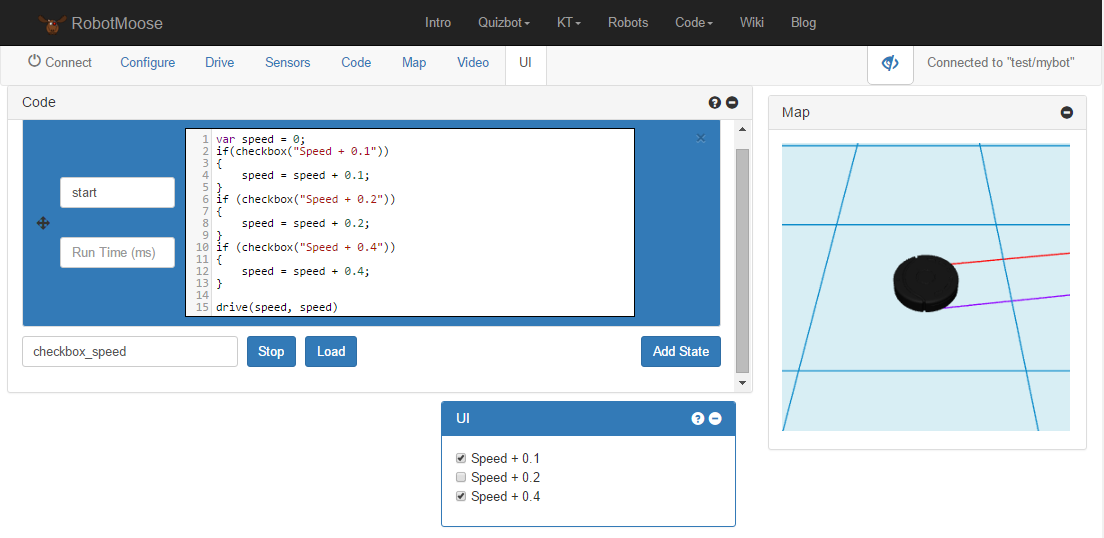 RobotMoose Intro Quizbot KT Robots Code Wiki Blog
Connect Configure Drive Sensors Code Map Video UI Connected to "test/mybot"
Code
start
Run Time (ms)
1 var speed = 0;
2 if(checkbox("Speed + 0.1"))
3 {
4     speed = speed + 0.1;
5 }
6 if (checkbox("Speed + 0.2"))
7 {
8     speed = speed + 0.2;
9 }
10 if (checkbox("Speed + 0.4"))
11 {
12     speed = speed + 0.4;
13 }
14
15 drive(speed, speed)
checkbox_speed Stop Load Add State
Map
UI
Speed + 0.1
Speed + 0.2
Speed + 0.4